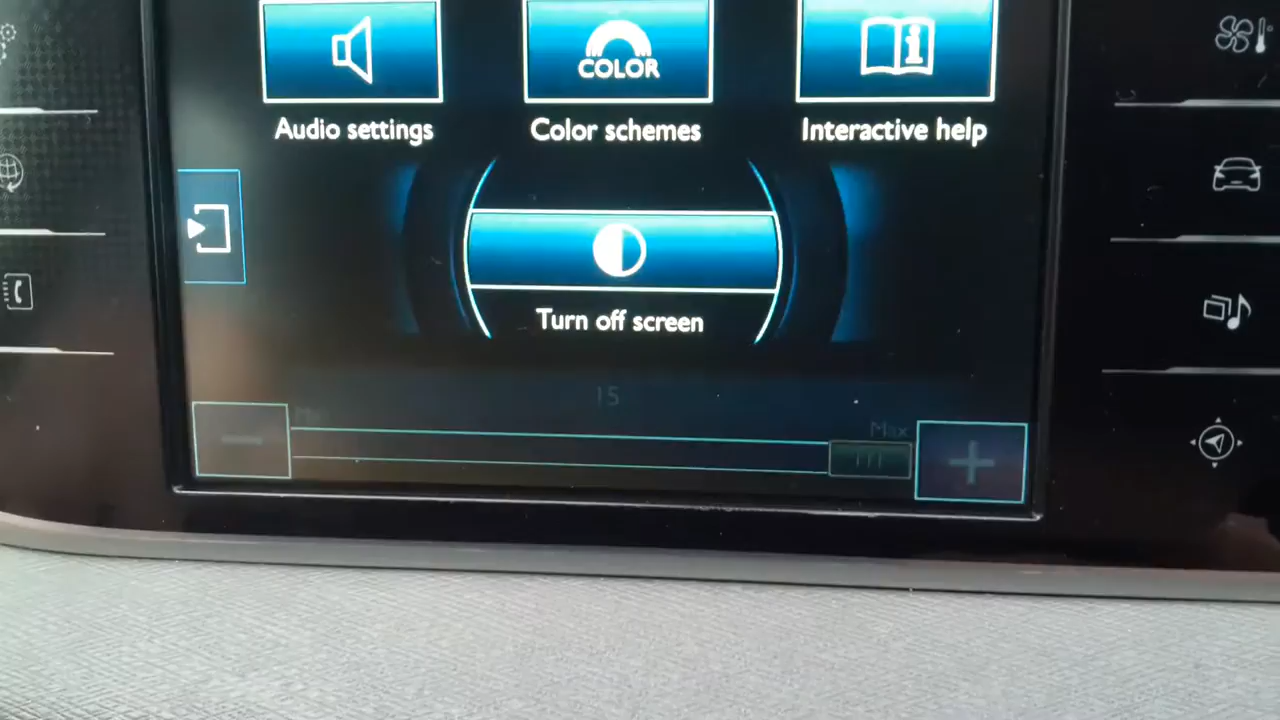 COLOR
Audio settings
Color schemes
Interactive help
Turn off screen
15
Max